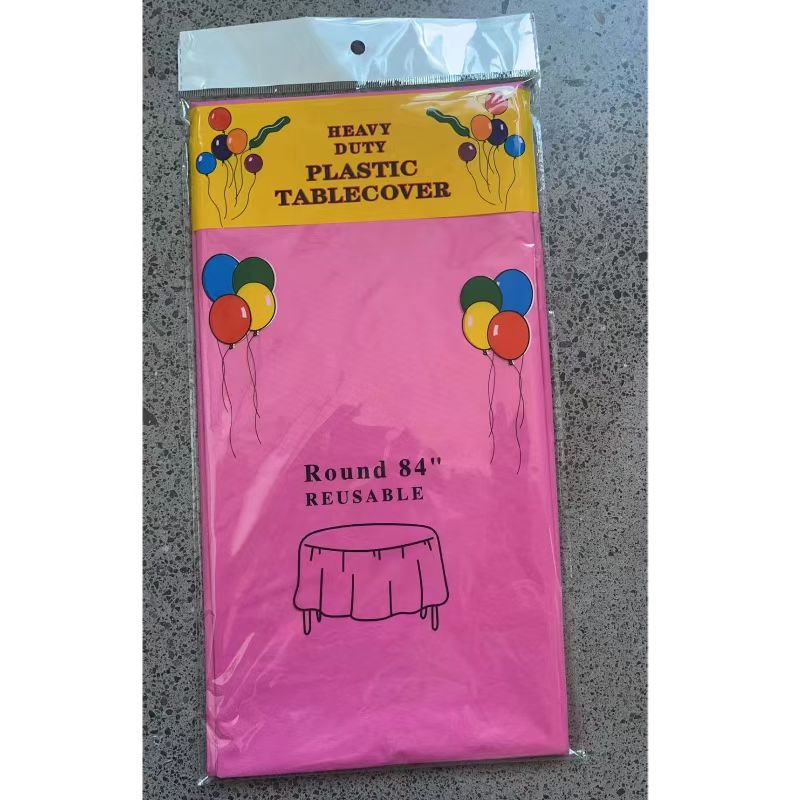 HEAVY
DUTY
PLASTIC
TABLECOVER
Round 84"
REUSABLE